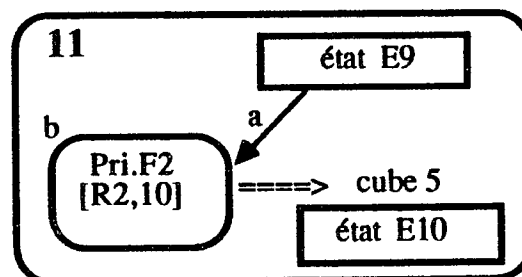 11
état E9
a
b
Pri.F2
[R2,10]
====> cube 5
état E10